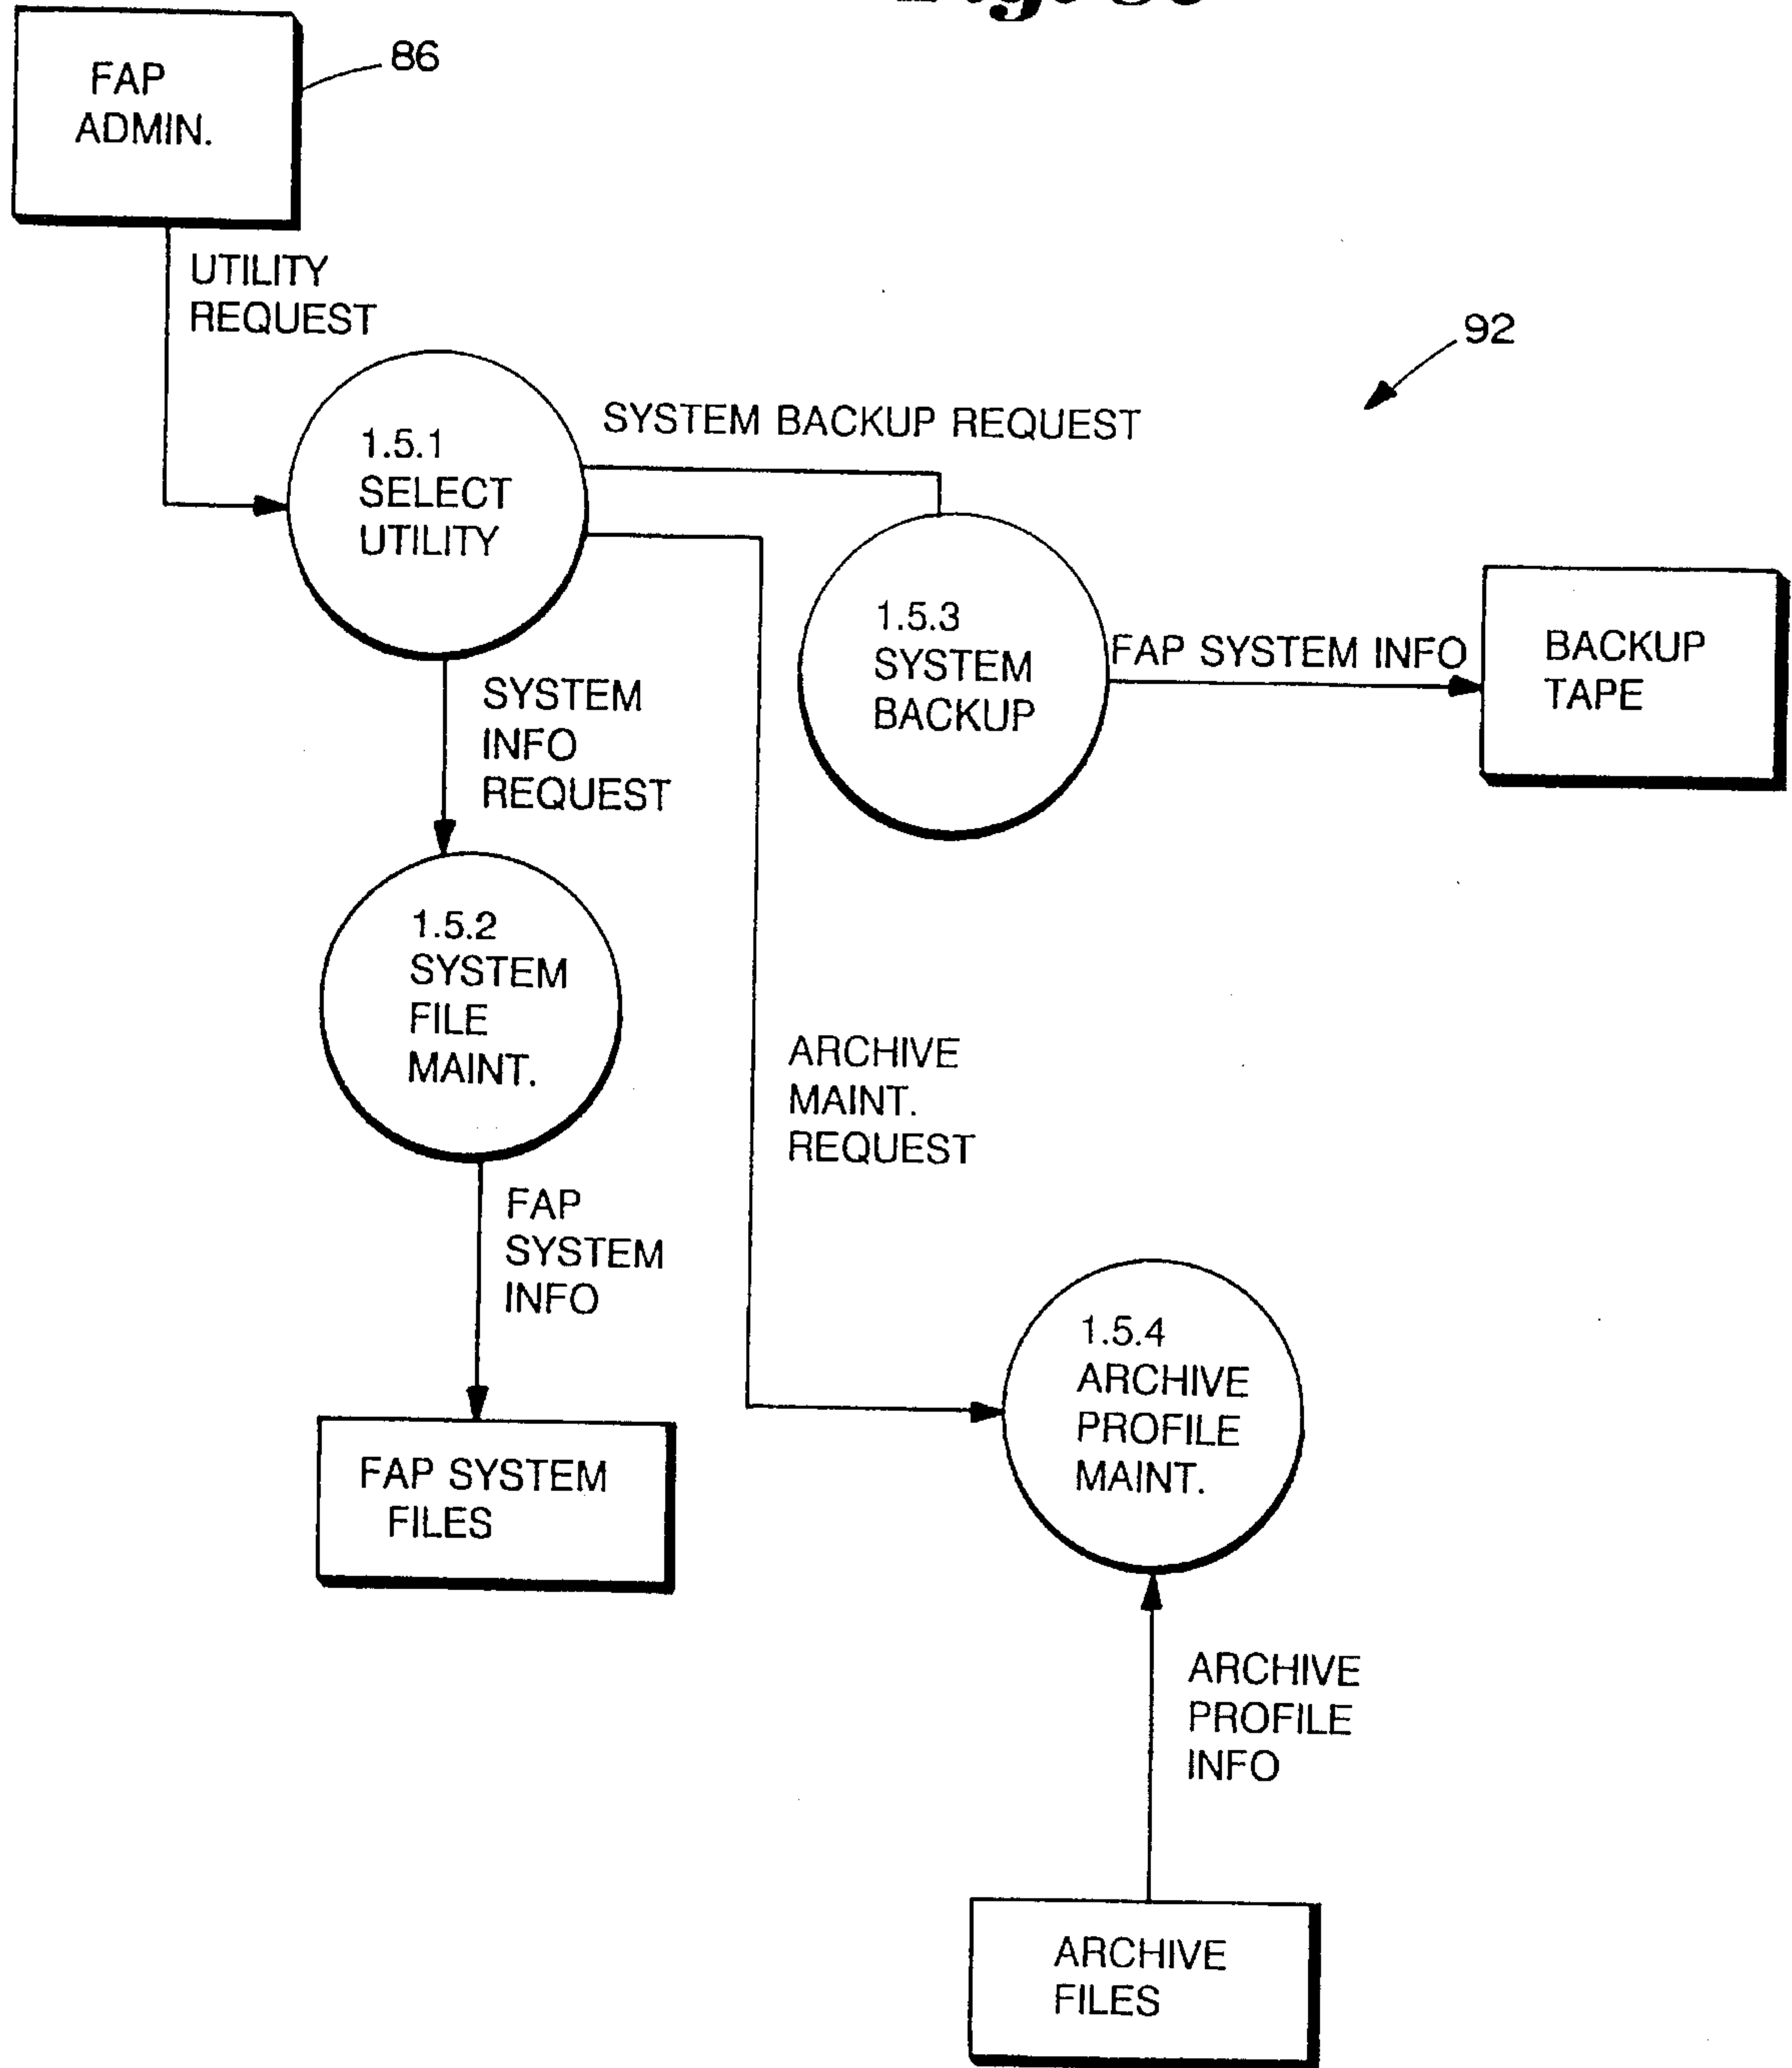 FAP
ADMIN.
86
UTILITY
REQUEST
92
SYSTEM BACKUP REQUEST
1.5.1
SELECT
UTILITY
1.5.3
SYSTEM
BACKUP
FAP SYSTEM INFO
BACKUP
TAPE
SYSTEM
INFO
REQUEST
1.5.2
SYSTEM
FILE
MAINT.
ARCHIVE
MAINT.
REQUEST
FAP
SYSTEM
INFO
1.5.4
ARCHIVE
PROFILE
MAINT.
FAP SYSTEM
FILES
ARCHIVE
PROFILE
INFO
ARCHIVE
FILES